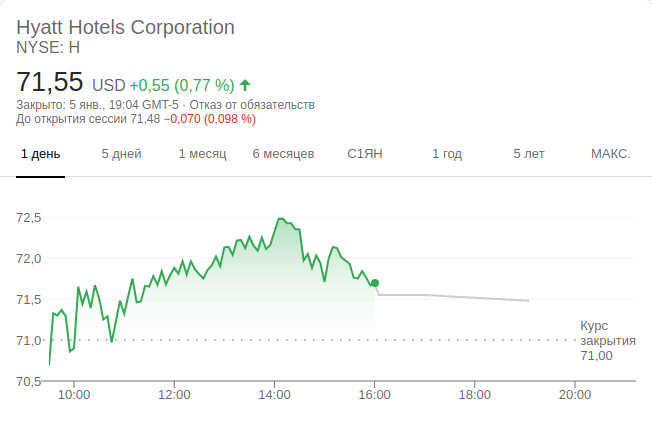 Hyatt Hotels Corporation
NYSE: H
71,55 USD +0,55 (0,77 %)
Закрыто: 5 янв., 19:04 GMT-5 · Отказ от обязательств
До открытия сессии 71,48 −0,070 (0,098 %)
1 день 5 дней 1 месяц 6 месяцев С1ЯН 1 год 5 лет МАКС.
72,5
72,0
71,5
Курс
71,0 закрытия
71,00
70,5
10:00 12:00 14:00 16:00 18:00 20:00